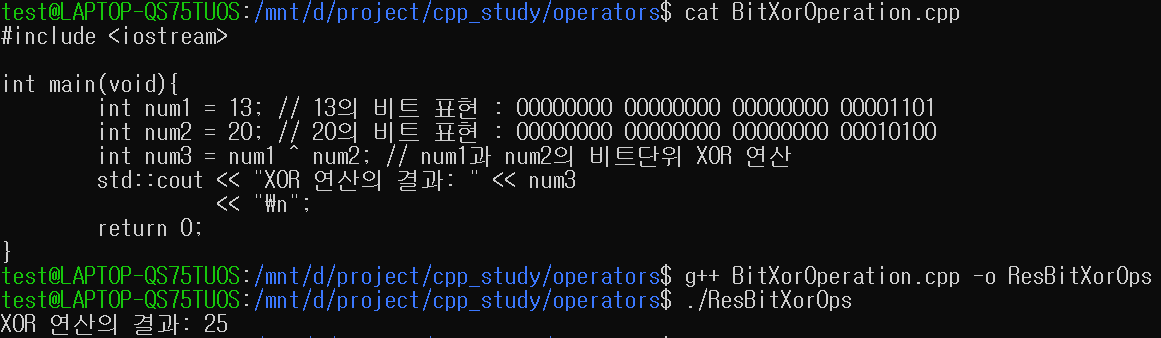 test@LAPTOP-QS75TUOS:/mnt/d/project/cpp_study/operators$ cat BitXorOperation.cpp
#include <iostream>
int main(void){
int num1 = 13; // 13의 비트 표현 : 00000000 00000000 00000000 00001101
int num2 = 20; // 20의 비트 표현 : 00000000 00000000 00000000 00010100
int num3 = num1 ^ num2; // num1과 num2의 비트단위 XOR 연산
std::cout << "XOR 연산의 결과: " << num3
<< "₩n";
return 0;
}
test@LAPTOP-QS75TUOS:/mnt/d/project/cpp_study/operators$ g++ BitXorOperation.cpp -o ResBitXorOps
test@LAPTOP-QS75TUOS:/mnt/d/project/cpp_study/operators$ ./ResBitXorOps
XOR 연산의 결과: 25